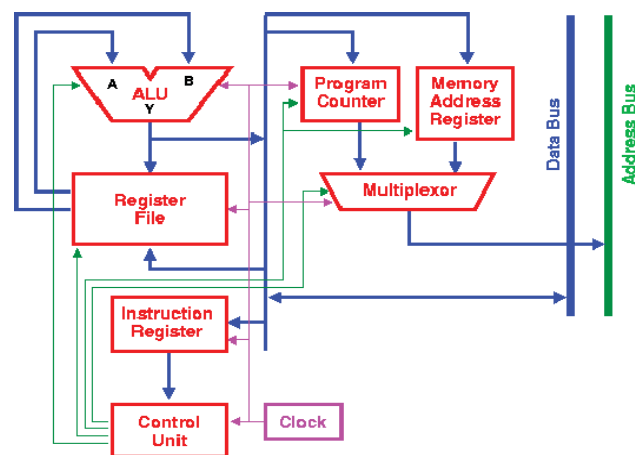 A
B
ALU
Y
Program
Counter
Memory
Address
Register
Register
File
Multiplexor
Data Bus
Address Bus
Instruction
Register
Control
Unit
Clock